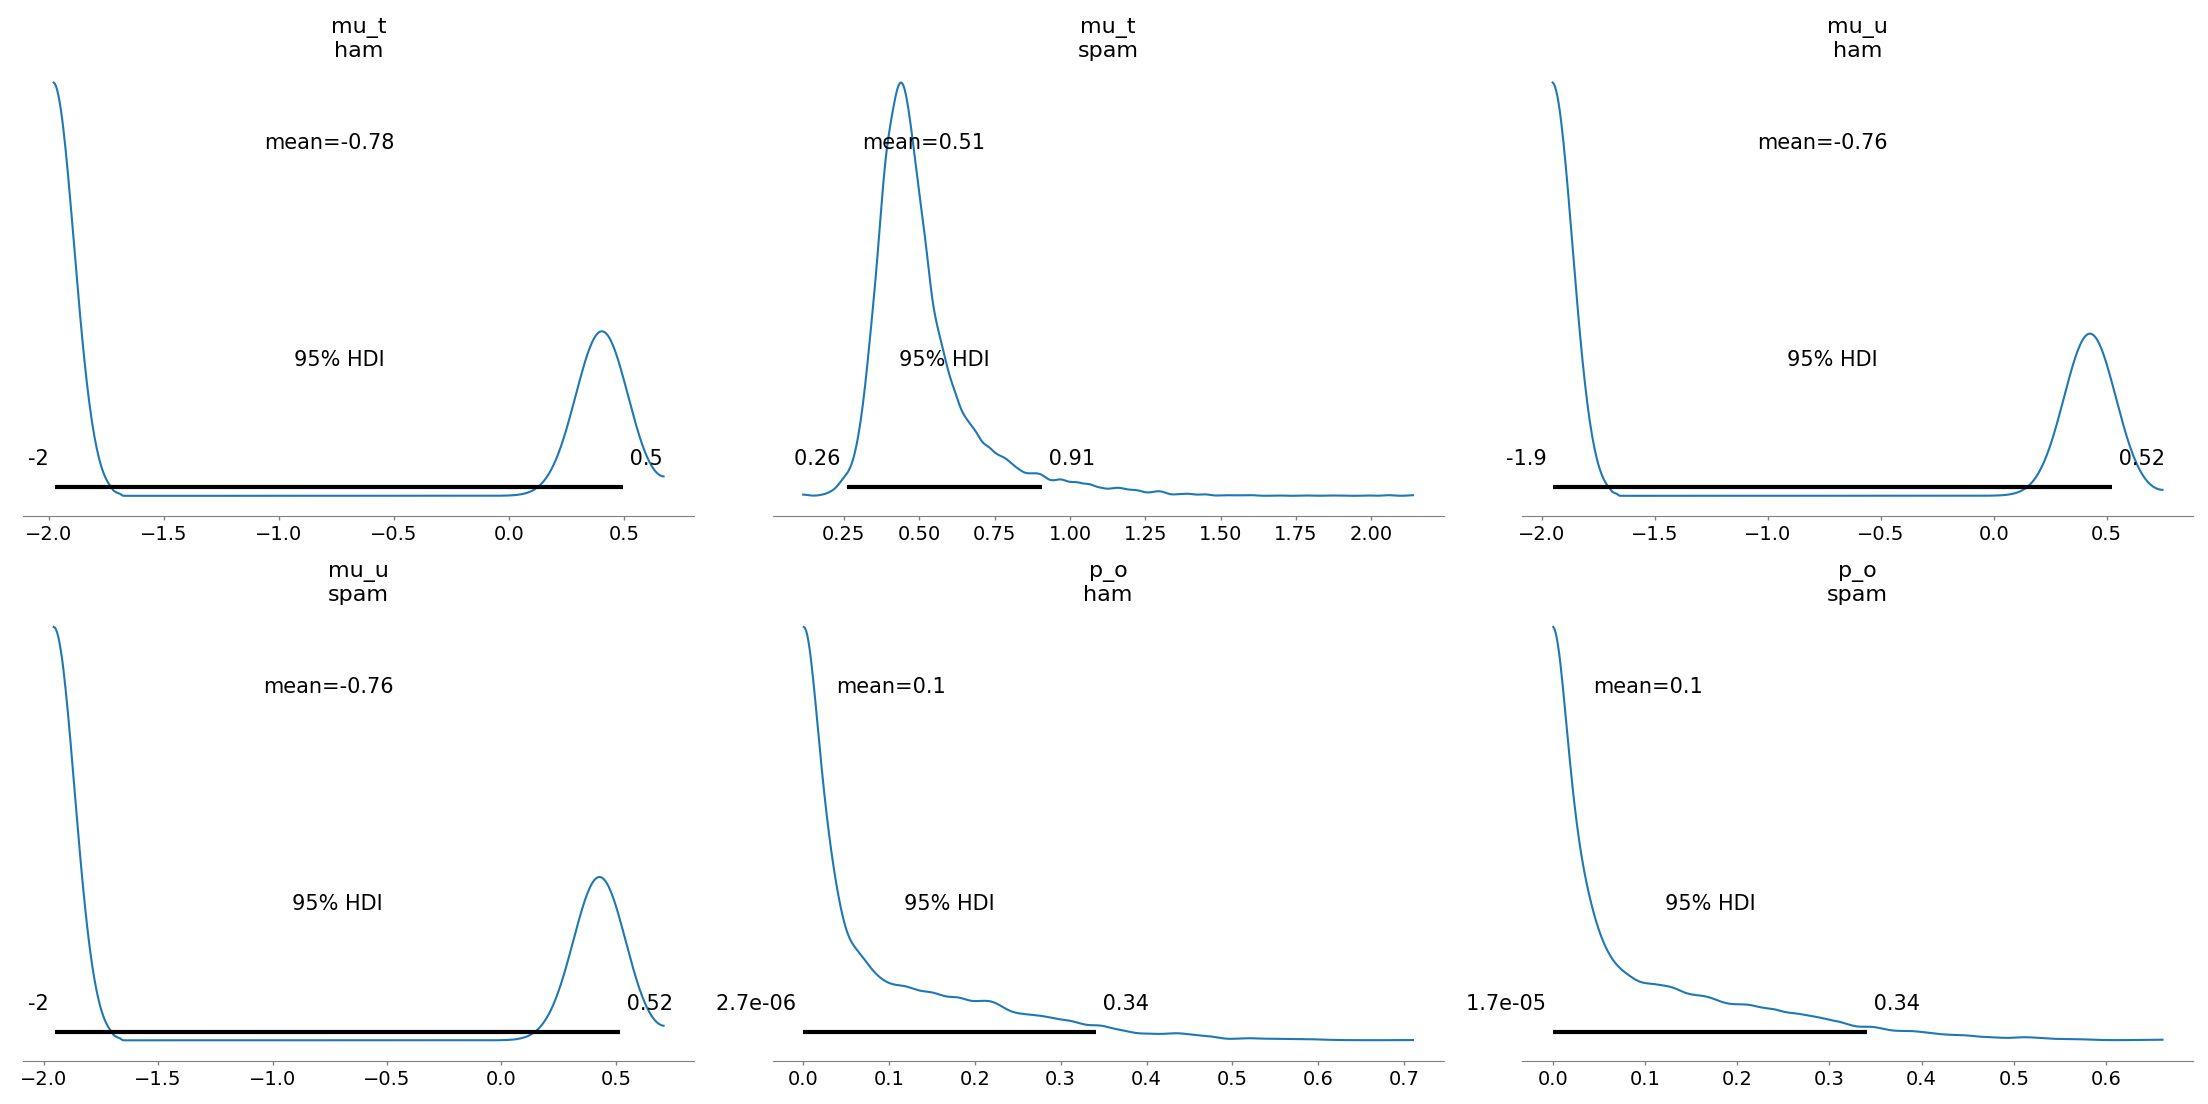 mu_t
ham
mean=-0.78
95% HDI
-2
0.5
−2.0 −1.5 −1.0 −0.5 0.0 0.5
mu_t
spam
mean=0.51
95% HDI
0.26
0.91
0.25 0.50 0.75 1.00 1.25 1.50 1.75 2.00
mu_u
ham
mean=-0.76
95% HDI
-1.9
0.52
−2.0 −1.5 −1.0 −0.5 0.0 0.5
mu_u
spam
mean=-0.76
95% HDI
-2
0.52
−2.0 −1.5 −1.0 −0.5 0.0 0.5
p_o
ham
mean=0.1
95% HDI
2.7e-06
0.34
0.0 0.1 0.2 0.3 0.4 0.5 0.6 0.7
p_o
spam
mean=0.1
95% HDI
1.7e-05
0.34
0.0 0.1 0.2 0.3 0.4 0.5 0.6